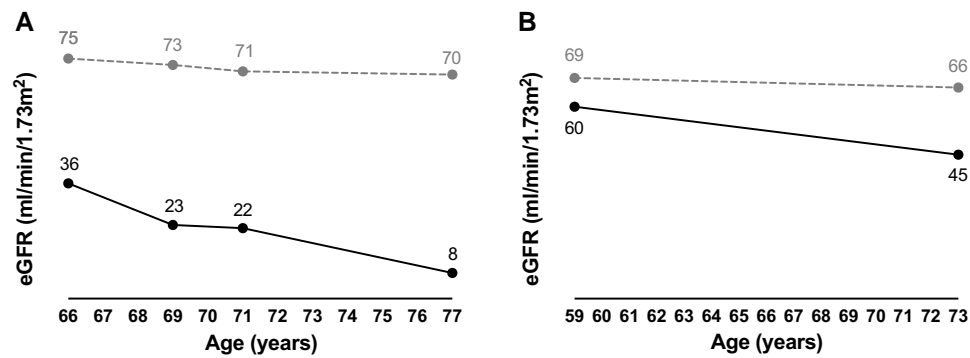 A
75
73
71
70
36
23
22
8
eGFR (ml/min/1.73m²)
66 67 68 69 70 71 72 73 74 75 76 77
Age (years)
B
69
66
60
45
eGFR (ml/min/1.73m²)
59 60 61 62 63 64 65 66 67 68 69 70 71 72 73
Age (years)